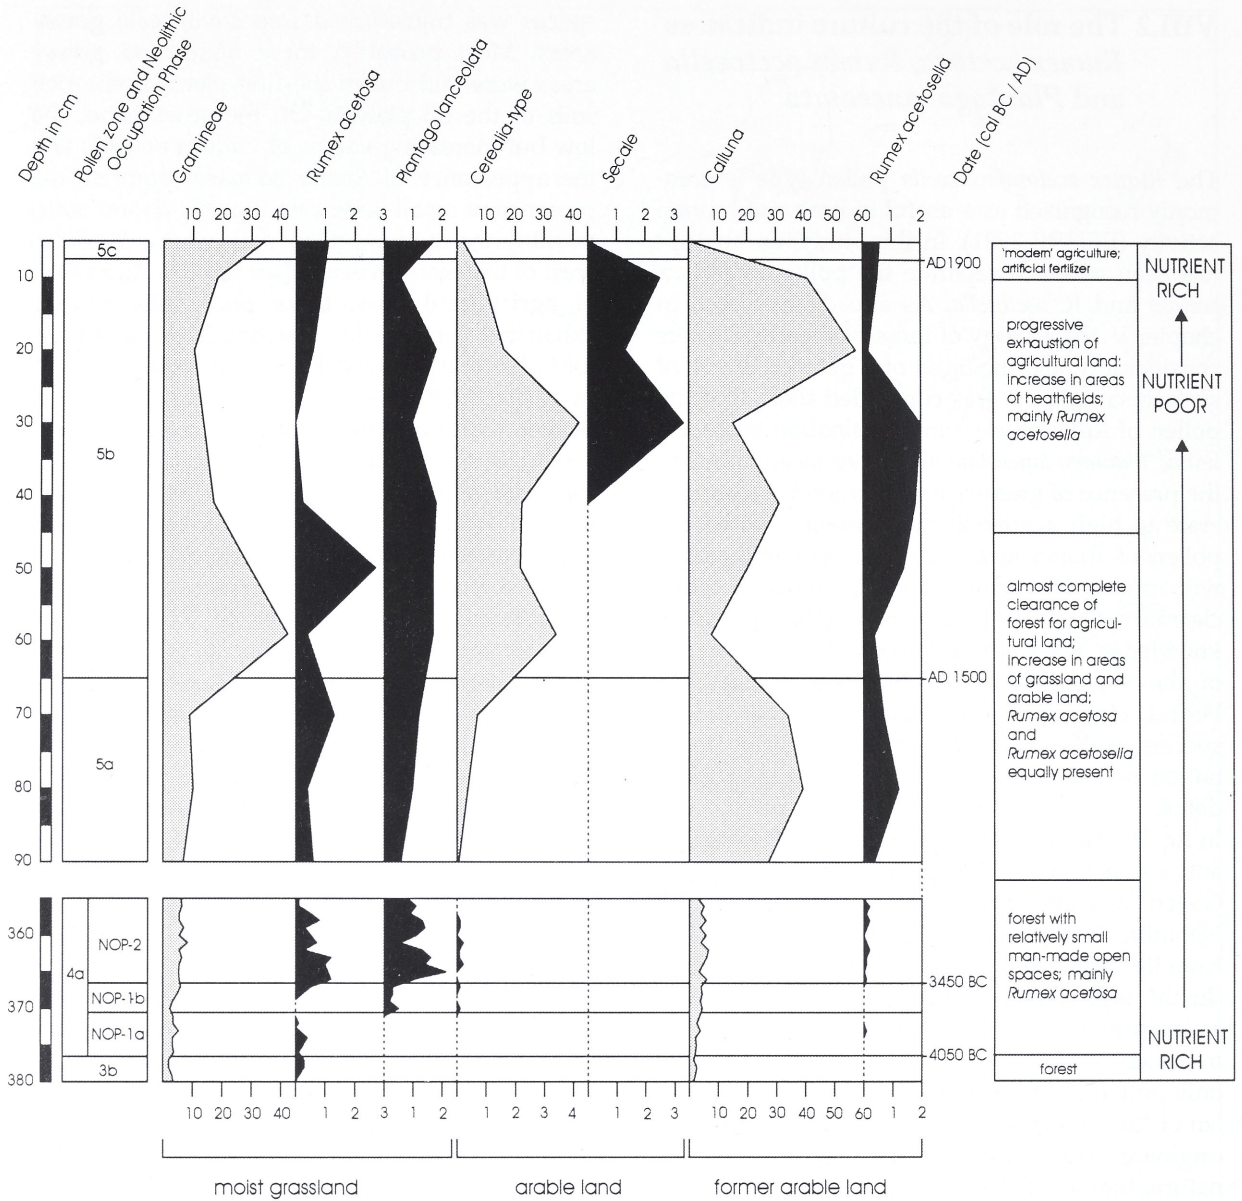 Depth in cm
Pollen zone and Neolithic
Occupation Phase
Gramineae
Rumex acetosa
Plantago lanceolata
Cerealia-type
Secale
Calluna
Rumex acetosella
Date (cal BC / AD)
10 20 30 40 1 2 3 1 2 10 20 30 40 1 2 3 10 20 30 40 50 60 1 2
5c
10
20
30
40
50
60
70
80
90
5b
5a
AD1900
AD 1500
'modern' agriculture;
artificial fertilizer
progressive
exhaustion of
agricultural land:
increase in areas
of heathfields;
mainly Rumex
acetosella
almost complete
clearance of
forest for agricul-
tural land;
increase in areas
of grassland and
arable land;
Rumex acetosa
and
Rumex acetosella
equally present
NUTRIENT
RICH
NUTRIENT
POOR
360
370
380
4a
NOP-2
NOP-1b
NOP-1a
3b
3450 BC
4050 BC
forest with
relatively small
man-made open
spaces; mainly
Rumex acetosa
forest
NUTRIENT
RICH
10 20 30 40 1 2 3 1 2 1 2 3 4 1 2 3 10 20 30 40 50 60 1 2
moist grassland
arable land
former arable land